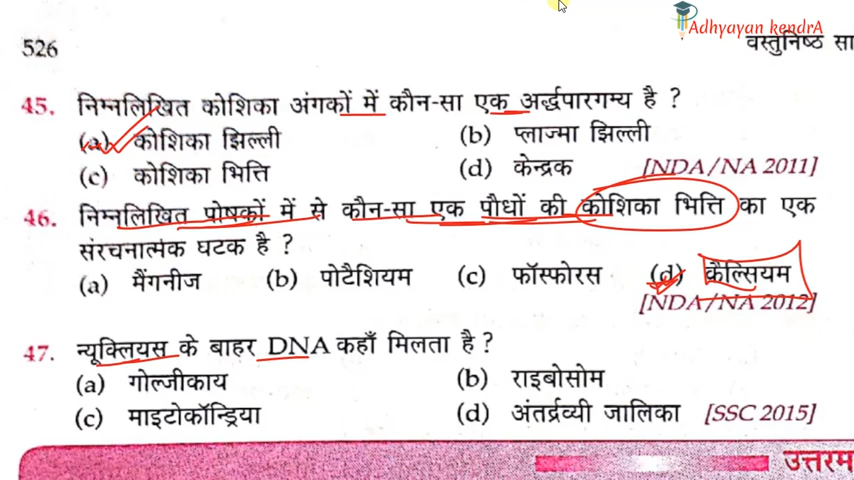 Adhyayan kendrA
526
वस्तुनिष्ठ सा
45. निम्नलिखित कोशिका अंगकों में कौन-सा एक अर्द्धपारगम्य है ?
(a) कोशिका झिल्ली (b) प्लाज्मा झिल्ली
(c) कोशिका भित्ति (d) केन्द्रक [NDA/NA 2011]
46. निम्नलिखित पोषकों में से कौन-सा एक पौधों की कोशिका भित्ति का एक
संरचनात्मक घटक है ?
(a) मैंगनीज (b) पोटैशियम (c) फॉस्फोरस (d) कैल्सियम
[NDA/NA 2012]
47. न्यूक्लियस के बाहर DNA कहाँ मिलता है ?
(a) गोल्जीकाय (b) राइबोसोम
(c) माइटोकॉन्ड्रिया (d) अंतर्द्रव्यी जालिका [SSC 2015]
उत्तरम